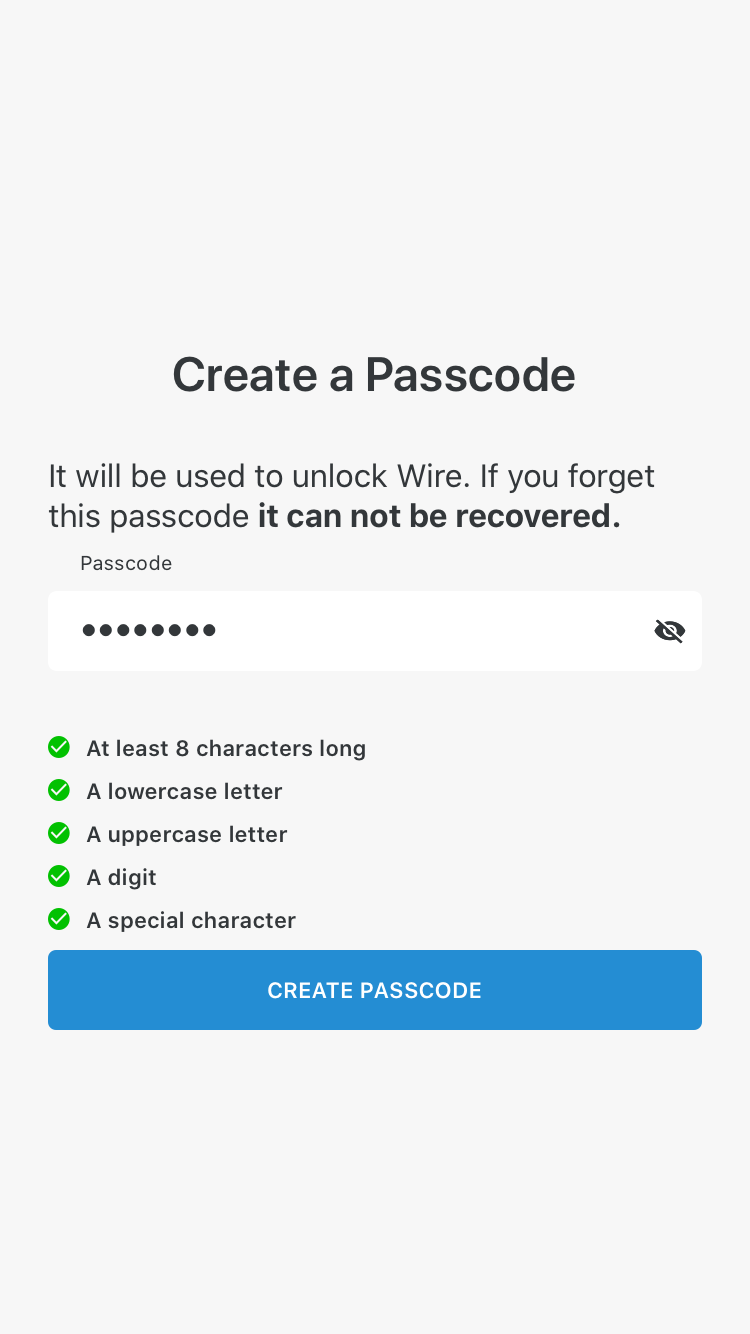 Create a Passcode
It will be used to unlock Wire. If you forget
this passcode it can not be recovered.
Passcode
••••••••
At least 8 characters long
A lowercase letter
A uppercase letter
A digit
A special character
CREATE PASSCODE